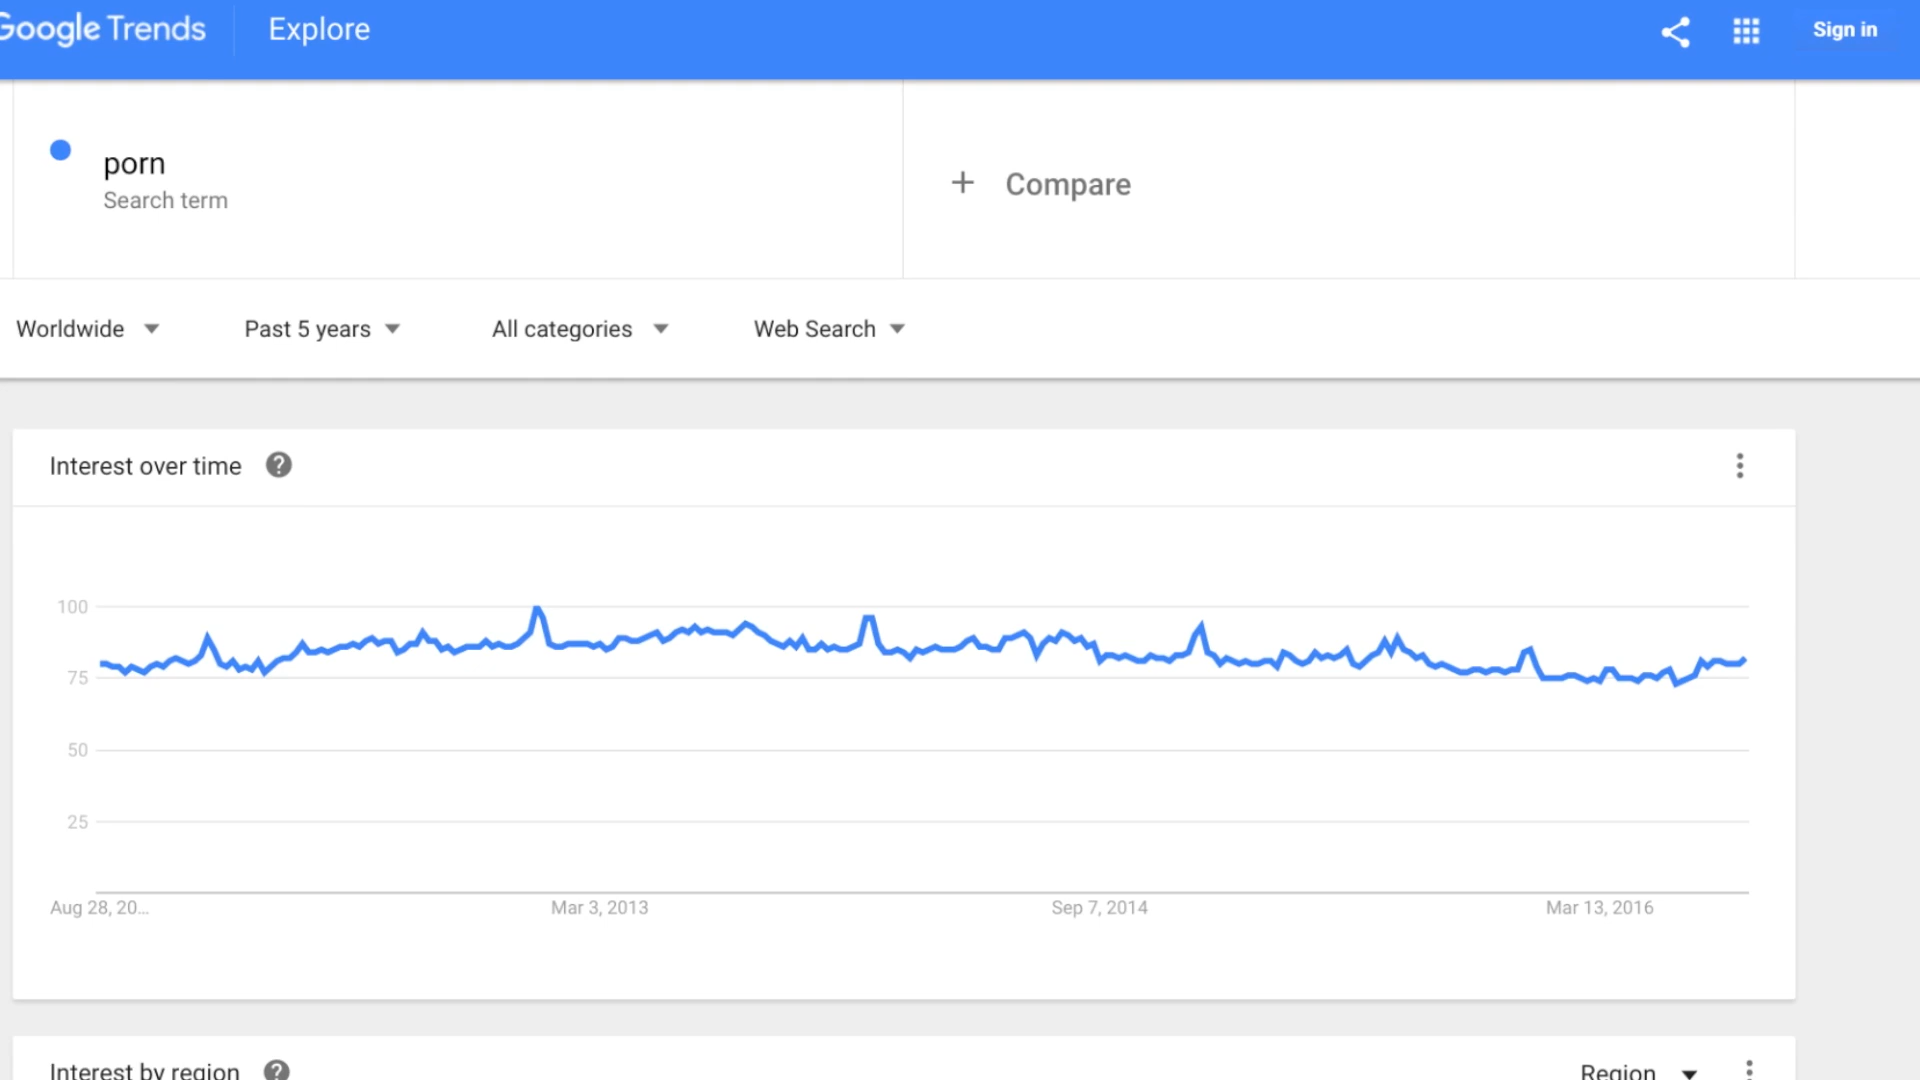 Google Trends Explore Sign in
porn
Search term
+ Compare
Worldwide Past 5 years All categories Web Search
Interest over time ?
100
75
50
25
Aug 28, 20... Mar 3, 2013 Sep 7, 2014 Mar 13, 2016
Interest by region ? Region